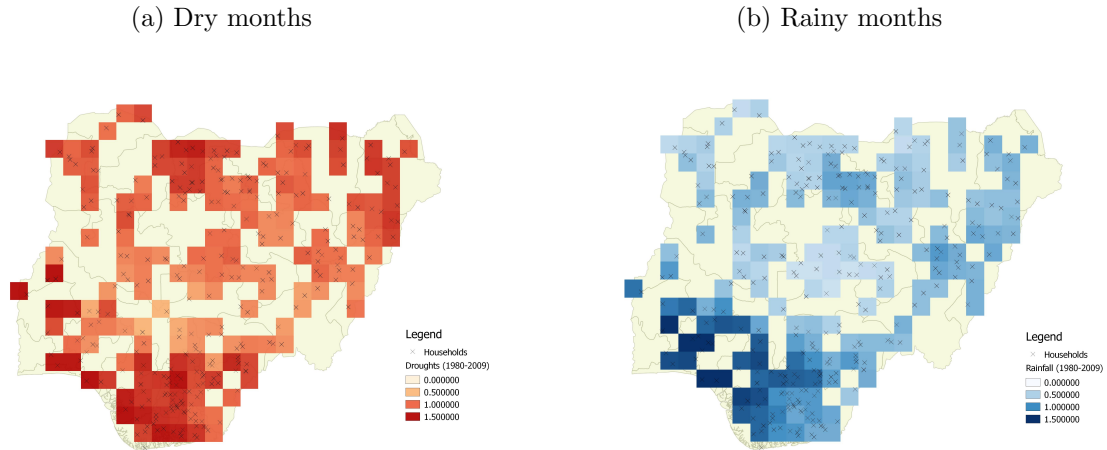 (a) Dry months
(b) Rainy months
Legend
Households
Droughts (1980-2009)
0.000000
0.500000
1.000000
1.500000
Legend
Households
Rainfall (1980-2009)
0.000000
0.500000
1.000000
1.500000